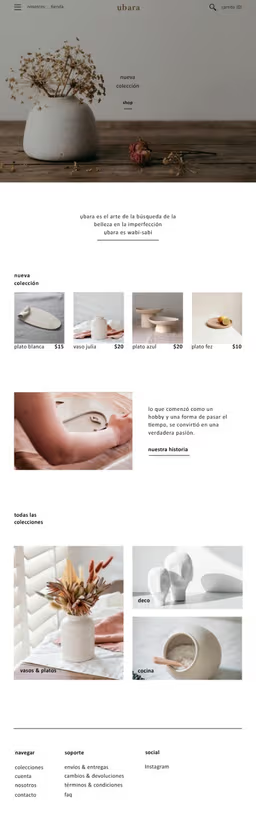 nosotros
tienda
ubara
carrito (0)
nueva
colección
shop
ubara es el arte de la búsqueda de la
belleza en la imperfección
ubara es wabi-sabi
nueva
colección
plato blanca $15
vaso julia $20
plato azul $20
plato fez $10
lo que comenzó como un
hobby y una forma de pasar el
tiempo, se convirtió en una
verdadera pasión.
nuestra historia
todas las
colecciones
vasos & platos
deco
cocina
navegar
colecciones
cuenta
nosotros
contacto
soporte
envíos & entregas
cambios & devoluciones
términos & condiciones
faq
social
Instagram